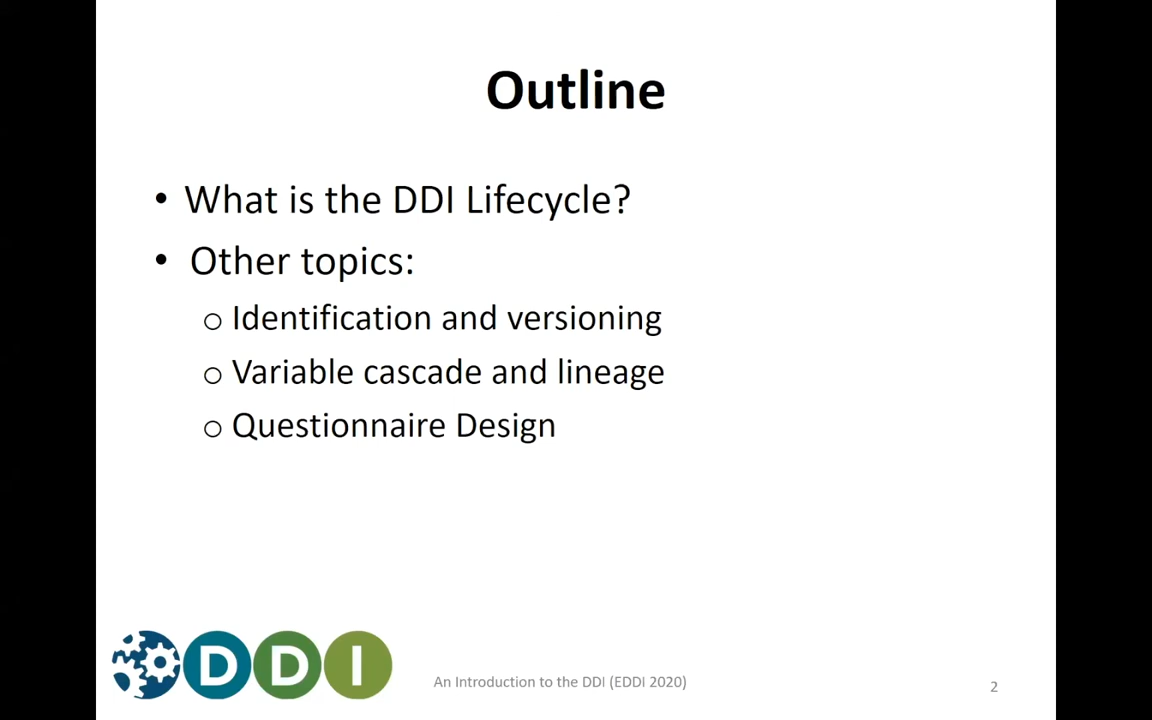 Outline
• What is the DDI Lifecycle?
• Other topics:
o Identification and versioning
o Variable cascade and lineage
o Questionnaire Design
DDI
An Introduction to the DDI (EDDI 2020)
2